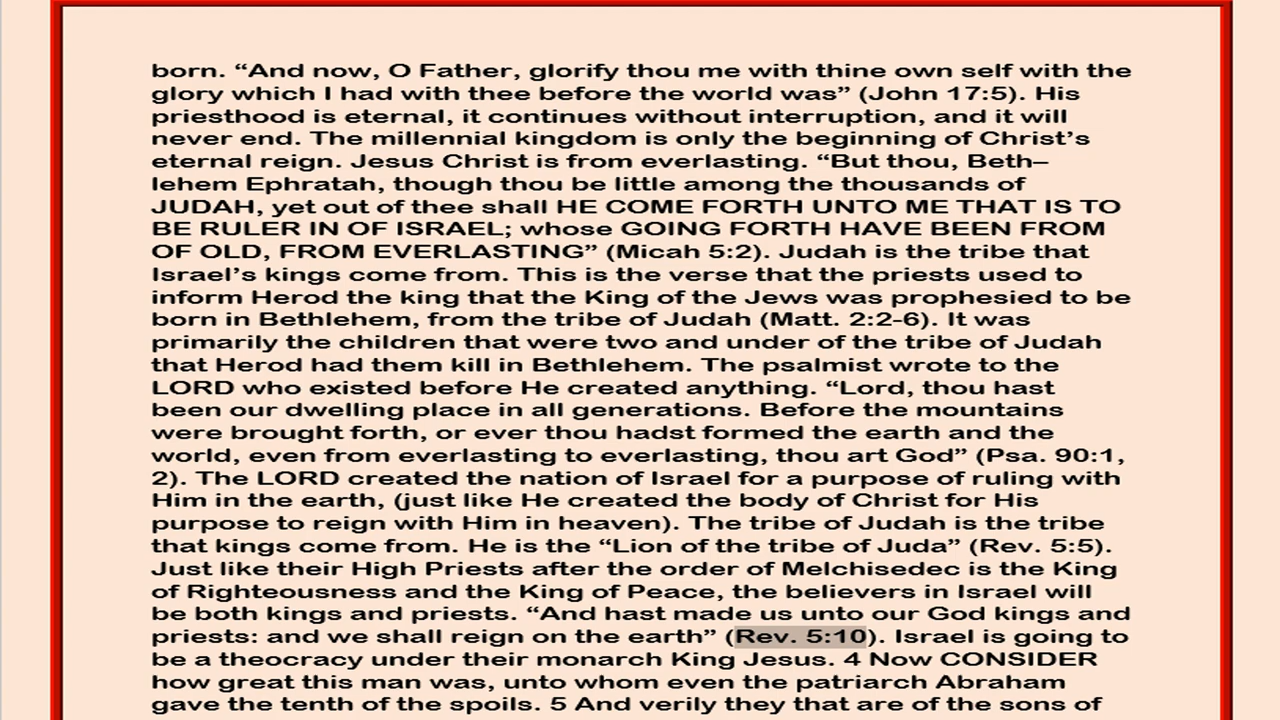 born. “And now, O Father, glorify thou me with thine own self with the
glory which I had with thee before the world was” (John 17:5). His
priesthood is eternal, it continues without interruption, and it will
never end. The millennial kingdom is only the beginning of Christ’s
eternal reign. Jesus Christ is from everlasting. “But thou, Beth–
lehem Ephratah, though thou be little among the thousands of
JUDAH, yet out of thee shall HE COME FORTH UNTO ME THAT IS TO
BE RULER IN OF ISRAEL; whose GOING FORTH HAVE BEEN FROM
OF OLD, FROM EVERLASTING” (Micah 5:2). Judah is the tribe that
Israel’s kings come from. This is the verse that the priests used to
inform Herod the king that the King of the Jews was prophesied to be
born in Bethlehem, from the tribe of Judah (Matt. 2:2-6). It was
primarily the children that were two and under of the tribe of Judah
that Herod had them kill in Bethlehem. The psalmist wrote to the
LORD who existed before He created anything. “Lord, thou hast
been our dwelling place in all generations. Before the mountains
were brought forth, or ever thou hadst formed the earth and the
world, even from everlasting to everlasting, thou art God” (Psa. 90:1,
2). The LORD created the nation of Israel for a purpose of ruling with
Him in the earth, (just like He created the body of Christ for His
purpose to reign with Him in heaven). The tribe of Judah is the tribe
that kings come from. He is the “Lion of the tribe of Juda” (Rev. 5:5).
Just like their High Priests after the order of Melchisedec is the King
of Righteousness and the King of Peace, the believers in Israel will
be both kings and priests. “And hast made us unto our God kings and
priests: and we shall reign on the earth” (Rev. 5:10). Israel is going to
be a theocracy under their monarch King Jesus. 4 Now CONSIDER
how great this man was, unto whom even the patriarch Abraham
gave the tenth of the spoils. 5 And verily they that are of the sons of